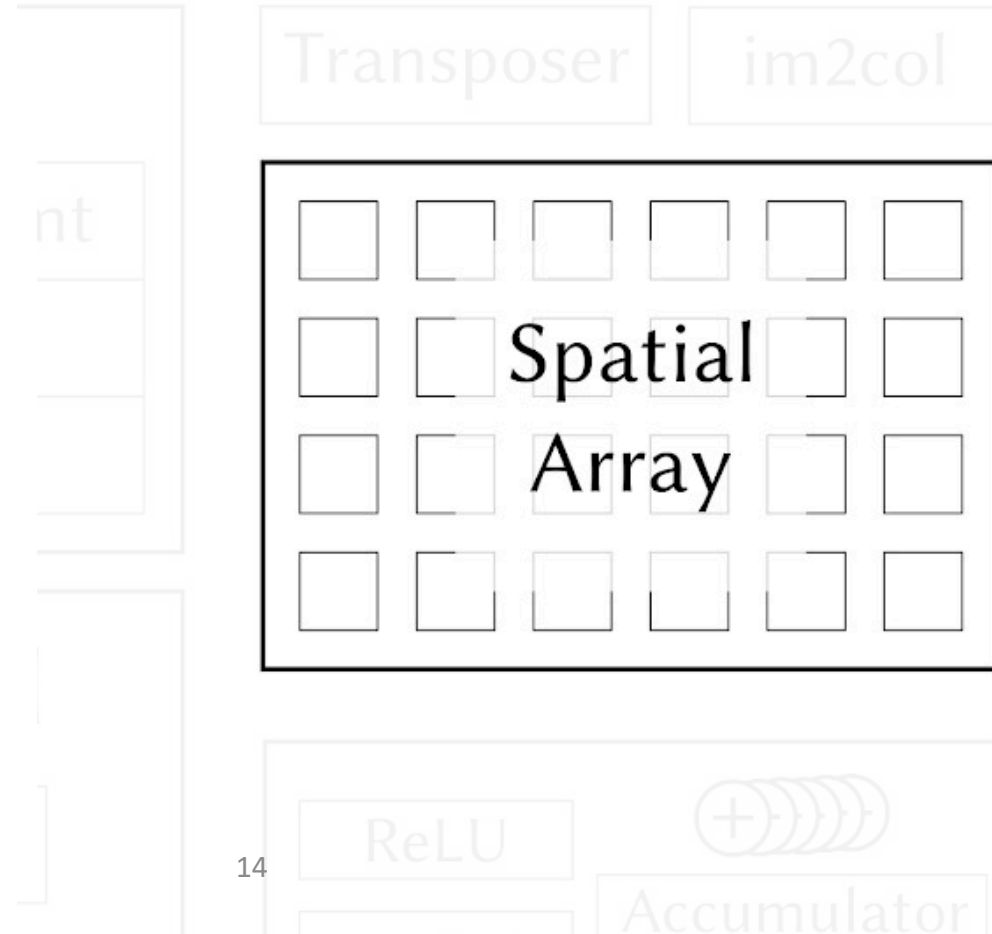 Transposer im2col
nt
Spatial
Array
ReLU
14
Accumulator